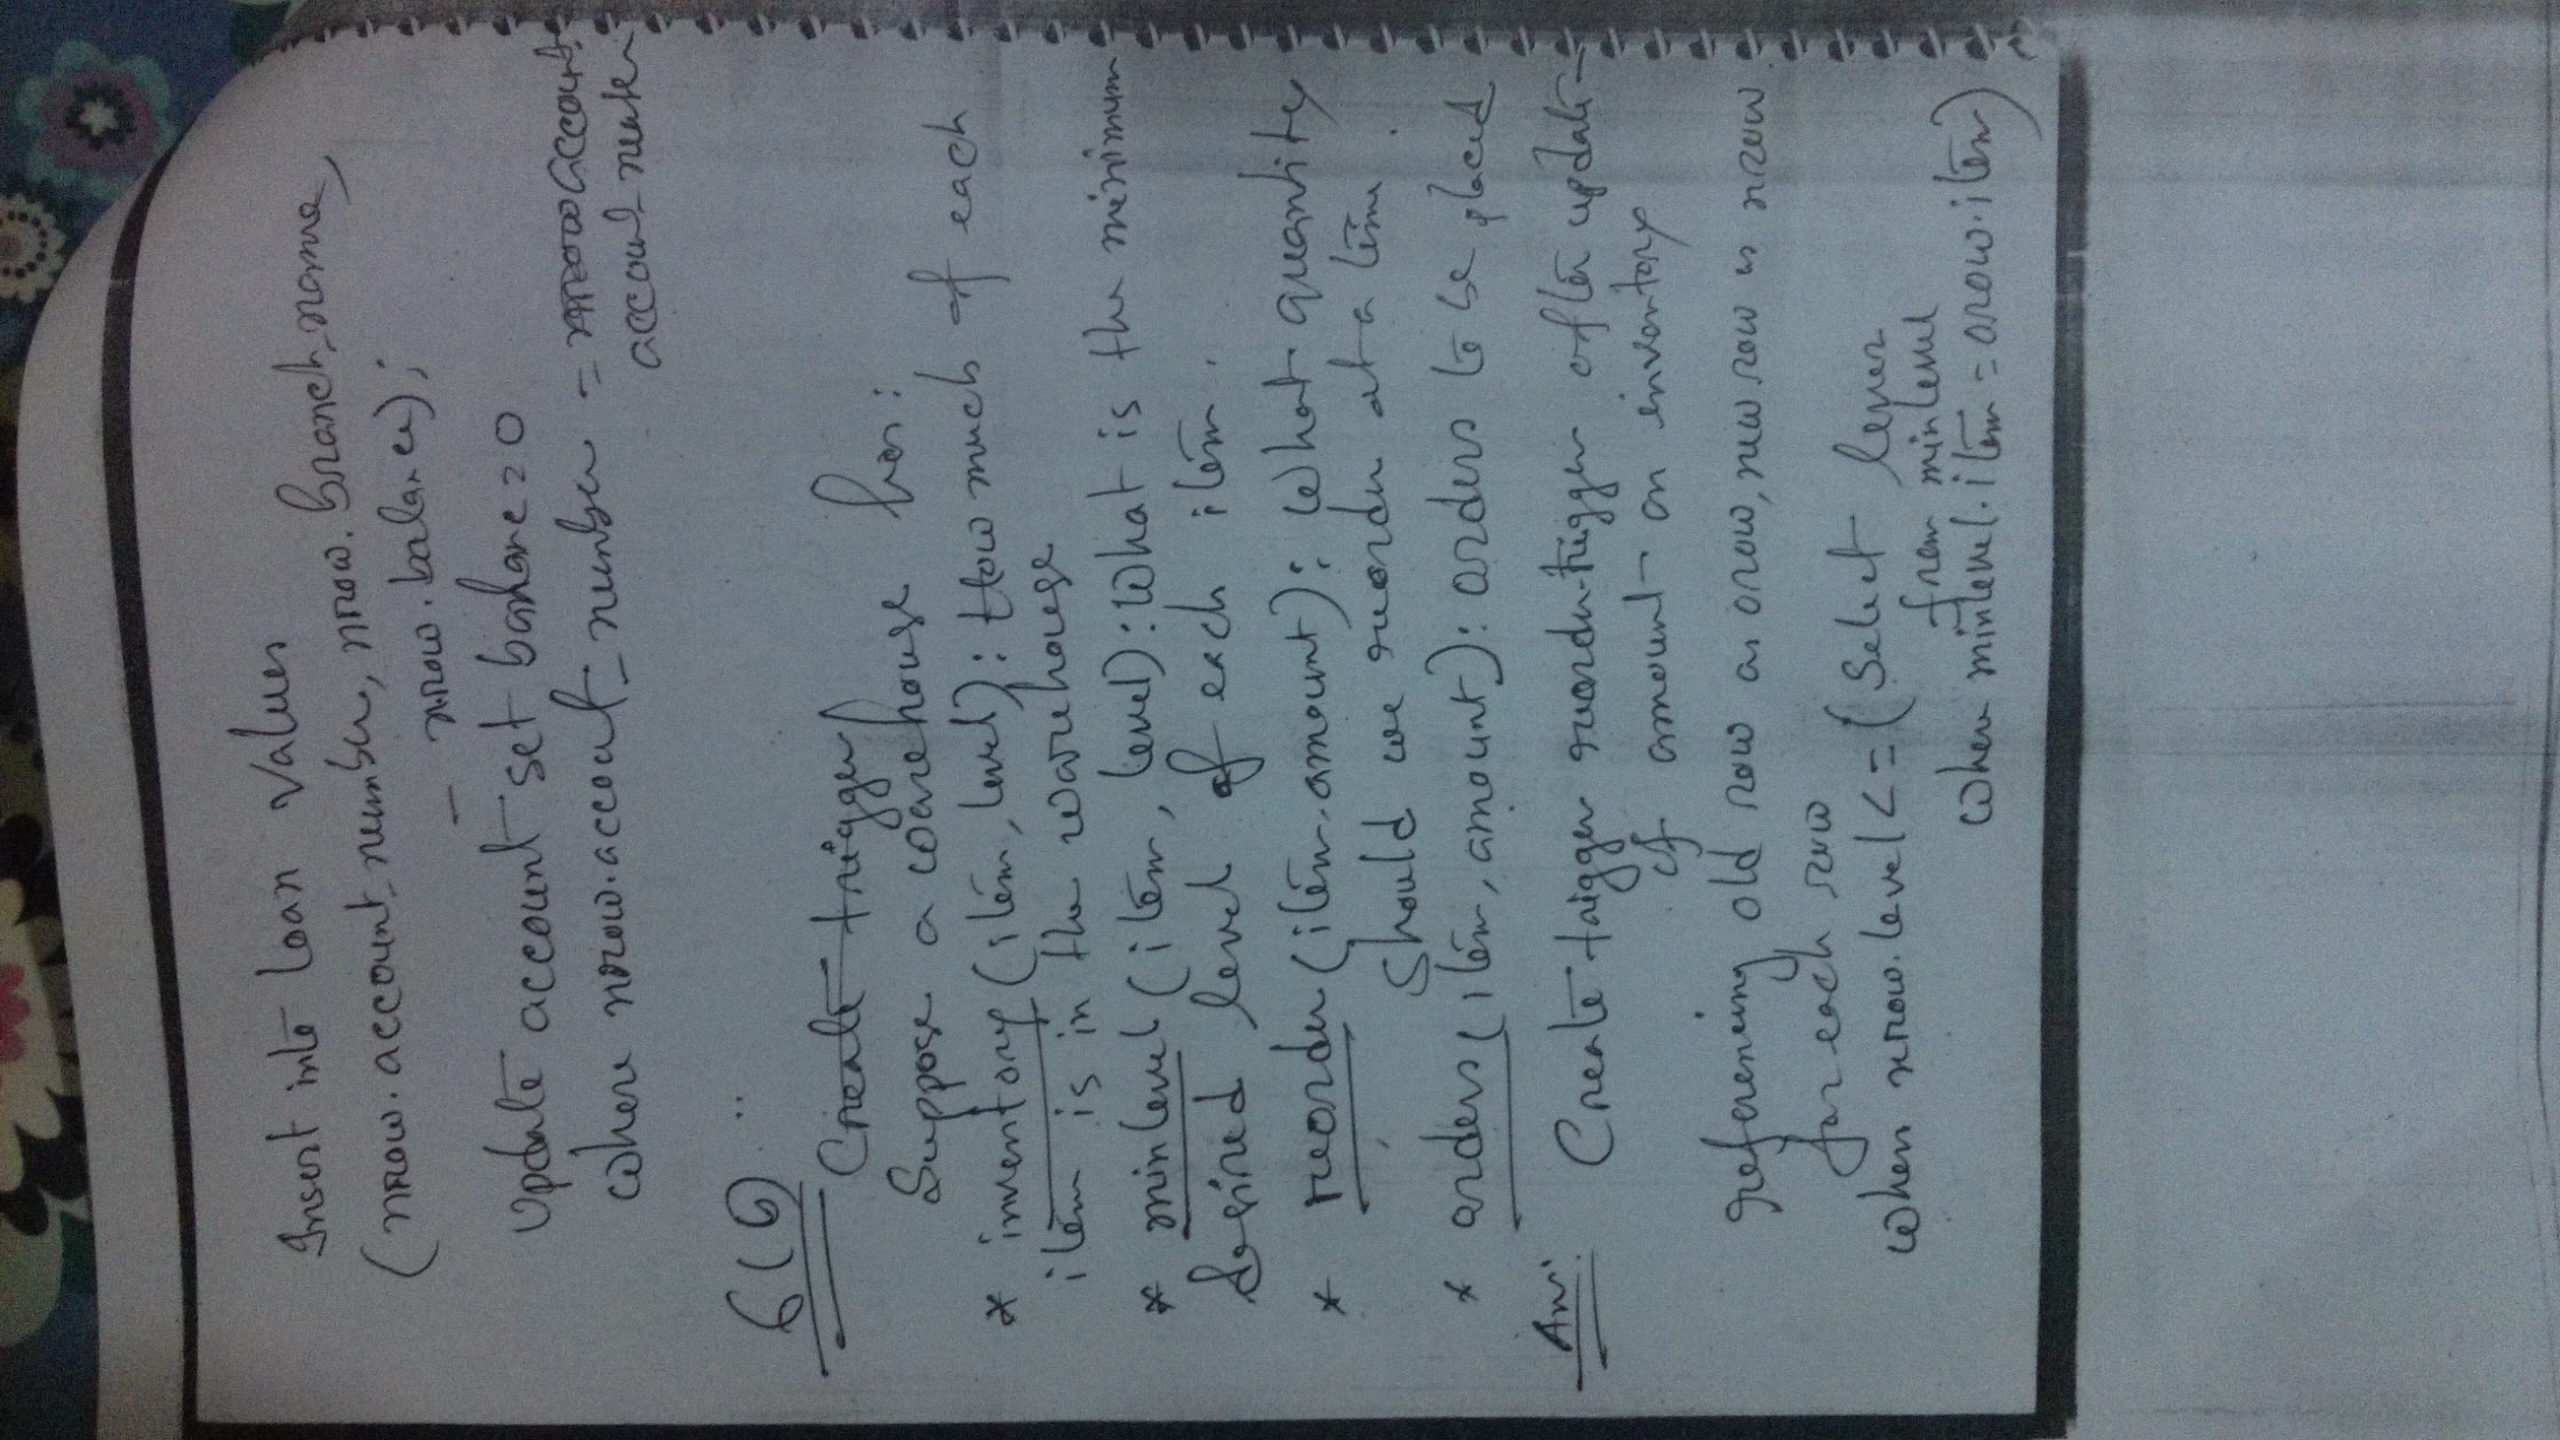 Insert into loan values
(nrow.account_number, nrow.branch_name,
- nrow.balance);
Update account set balance = 0
where nrow.account_number =
account_number
6(b)
Create trigger
Suppose a warehouse has:
* inventory (item, level): How much of each
item is in the warehouse
* minlevel (item, level): What is the minimum
desired level of each item.
* reorder (item, amount): What quantity
should we reorder at a time.
* orders (item, amount): orders to be placed
Ans: Create trigger reorder-trigger after update
of amount on inventory
referencing old row as orow, new row as nrow
for each row
when nrow.level <= (Select level
from minlevel
where minlevel.item = orow.item)